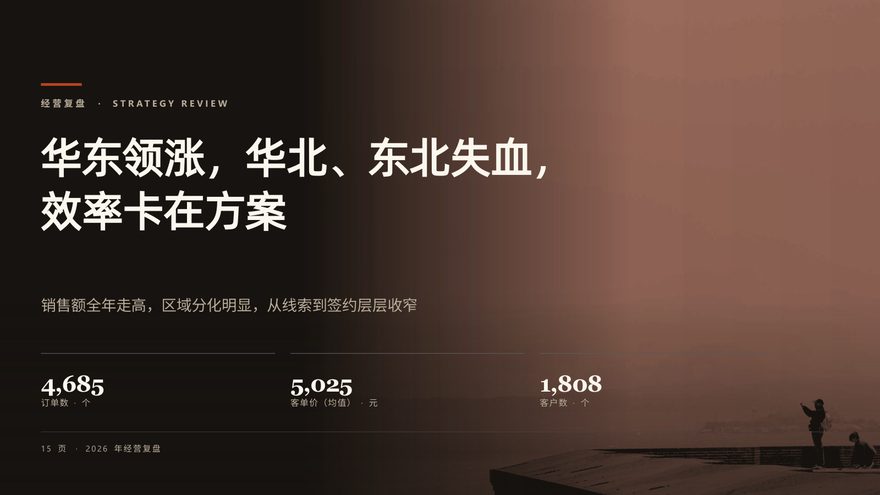 经营复盘 · STRATEGY REVIEW
华东领涨，华北、东北失血，
效率卡在方案
销售额全年走高，区域分化明显，从线索到签约层层收窄
4,685
订单数 · 个
5,025
客单价（均值） · 元
1,808
客户数 · 个
15 页 · 2026 年经营复盘